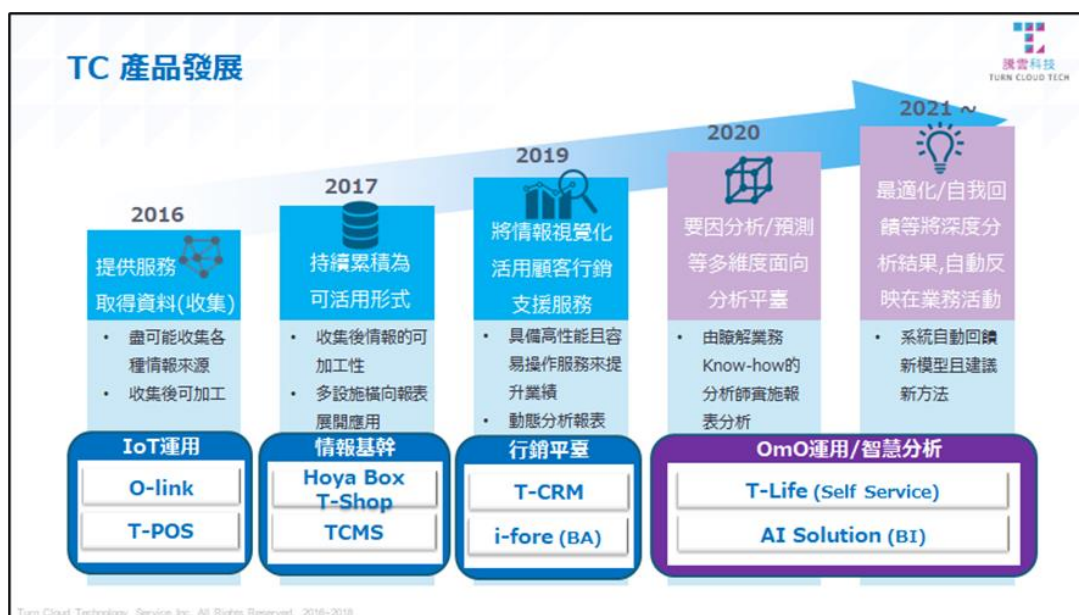 TC 產品發展
騰雲科技
TURN CLOUD TECH
2016
提供服務
取得資料(收集)
• 盡可能收集各
種情報來源
• 收集後可加工
IoT運用
O-link
T-POS
2017
持續累積為
可活用形式
• 收集後情報的可
加工性
• 多設施橫向報表
展開應用
情報基幹
Hoya Box
T-Shop
TCMS
2019
將情報視覺化
活用顧客行銷
支援服務
• 具備高性能且容
易操作服務來提
升業績
• 動態分析報表
行銷平臺
T-CRM
i-fore (BA)
2020
要因分析/預測
等多維度面向
分析平臺
• 由瞭解業務
Know-how的
分析師實施報
表分析
2021 ~
最適化/自我回
饋等將深度分
析結果,自動反
映在業務活動
• 系統自動回饋
新模型且建議
新方法
OmO運用/智慧分析
T-Life (Self Service)
AI Solution (BI)
Turn Cloud Technology Service Inc. All Rights Reserved. 2016-2018